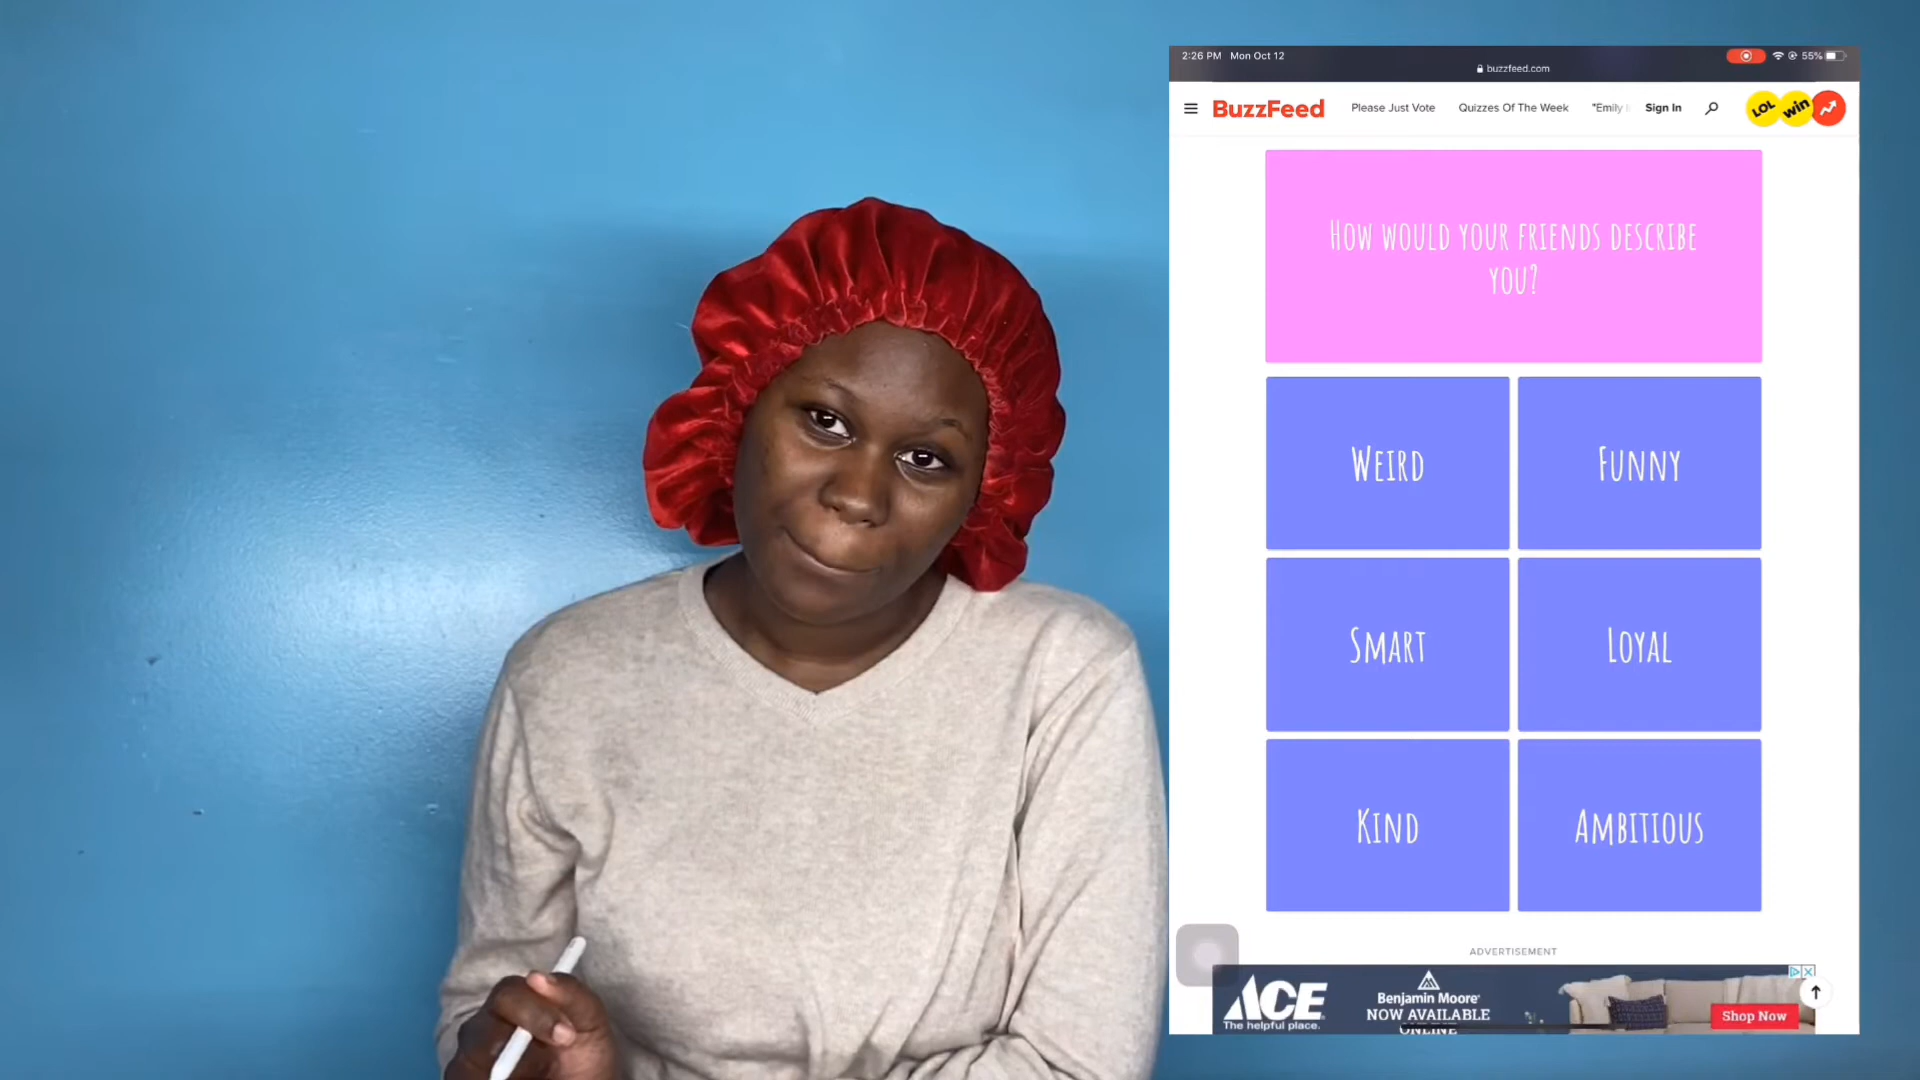 2:26 PM Mon Oct 12
55%
buzzfeed.com
BuzzFeed Please Just Vote Quizzes Of The Week "Emily Sign In LOL win
HOW WOULD YOUR FRIENDS DESCRIBE
YOU?
WEIRD FUNNY
SMART LOYAL
KIND AMBITIOUS
ADVERTISEMENT
ACE
The helpful place.
Benjamin Moore
NOW AVAILABLE
ONLINE
Shop Now